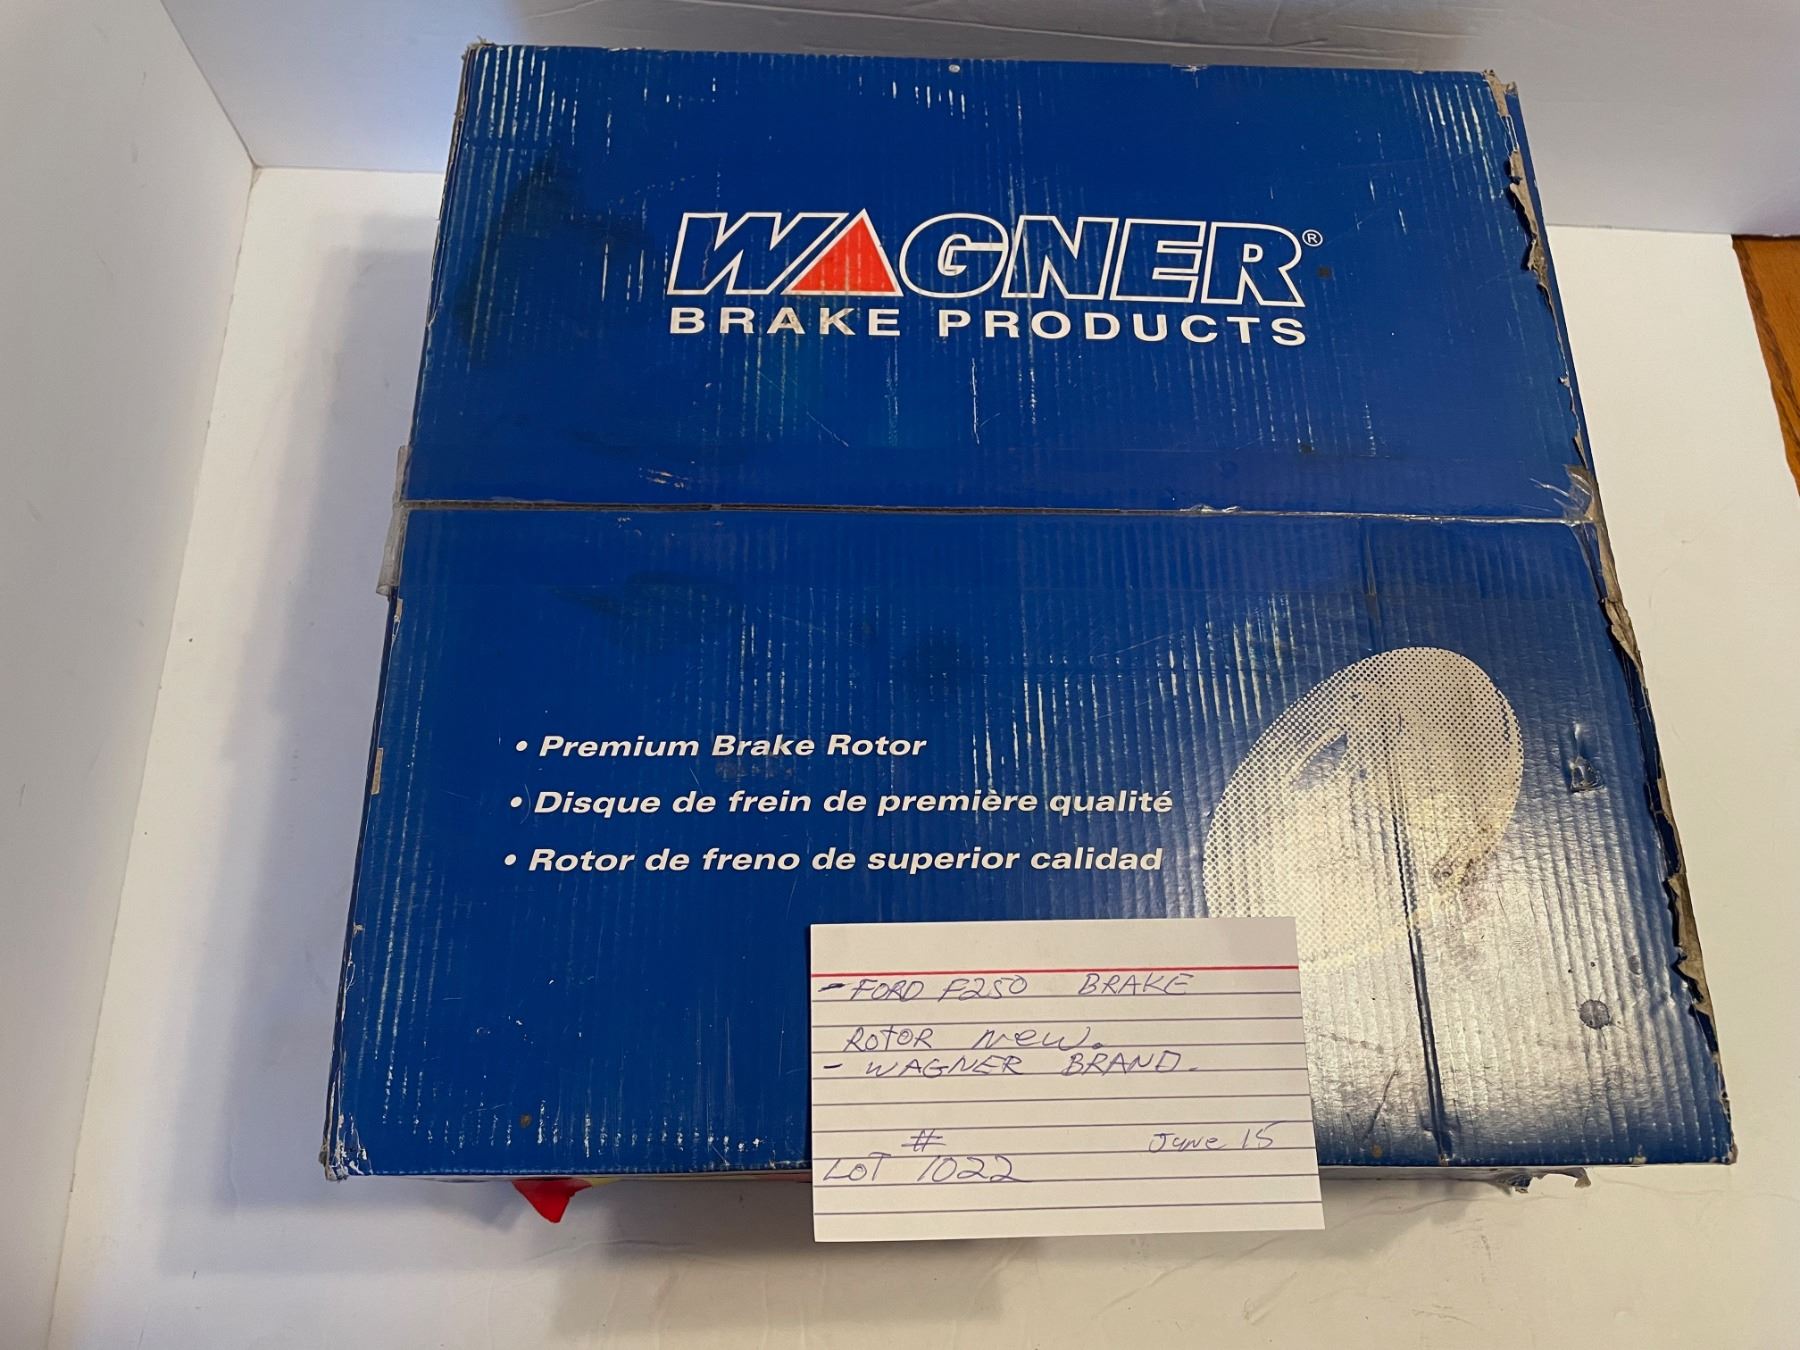 WAGNER®
BRAKE PRODUCTS
• Premium Brake Rotor
• Disque de frein de première qualité
• Rotor de freno de superior calidad
- FORD F250 BRAKE
ROTOR New.
- WAGNER BRAND.
# June 15
LOT 1022